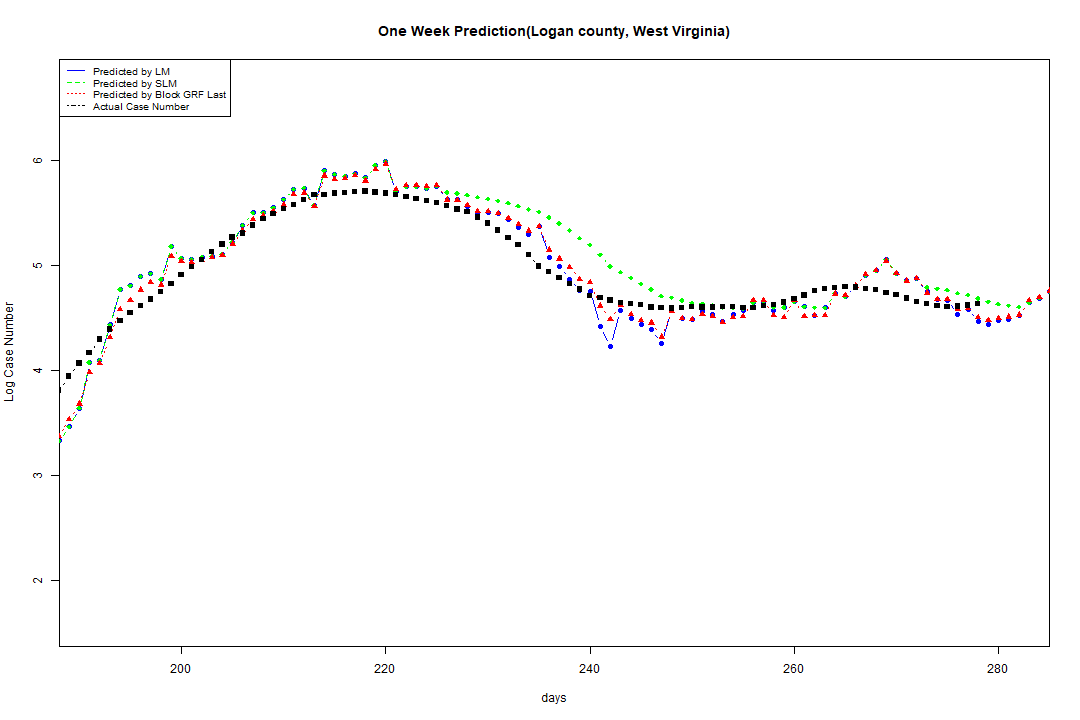 One Week Prediction(Logan county, West Virginia)
Predicted by LM
Predicted by SLM
Predicted by Block GRF Last
Actual Case Number
6
5
4
3
2
Log Case Number
200
220
240
260
280
days